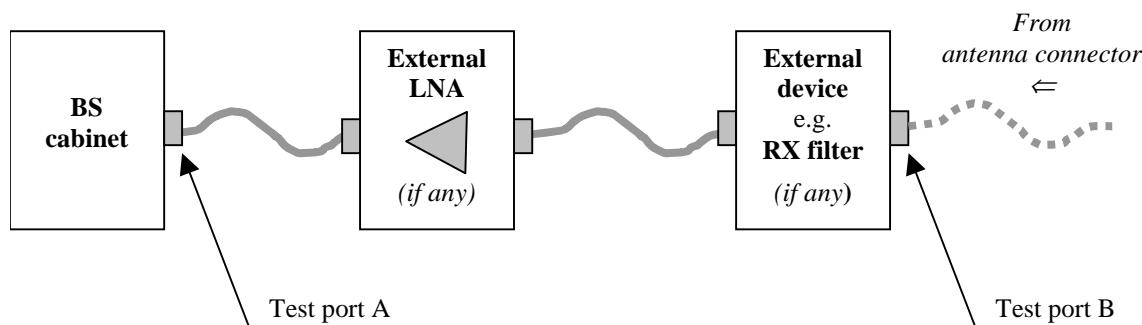 BS
cabinet
External
LNA
(if any)
External
device
e.g.
RX filter
(if any)
From
antenna connector
⇐
Test port A
Test port B